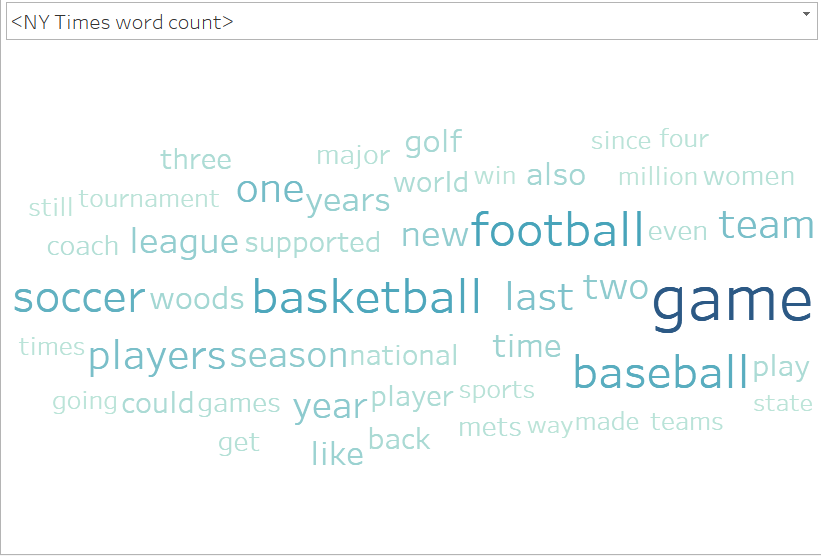 <NY Times word count>
since four
golf
three major
world win also million women
one years
still tournament
football team
new even
coach league supported
two
soccer woods basketball last game
times players season national time
baseball play
going could games year player sports state
mets way made teams
get like back